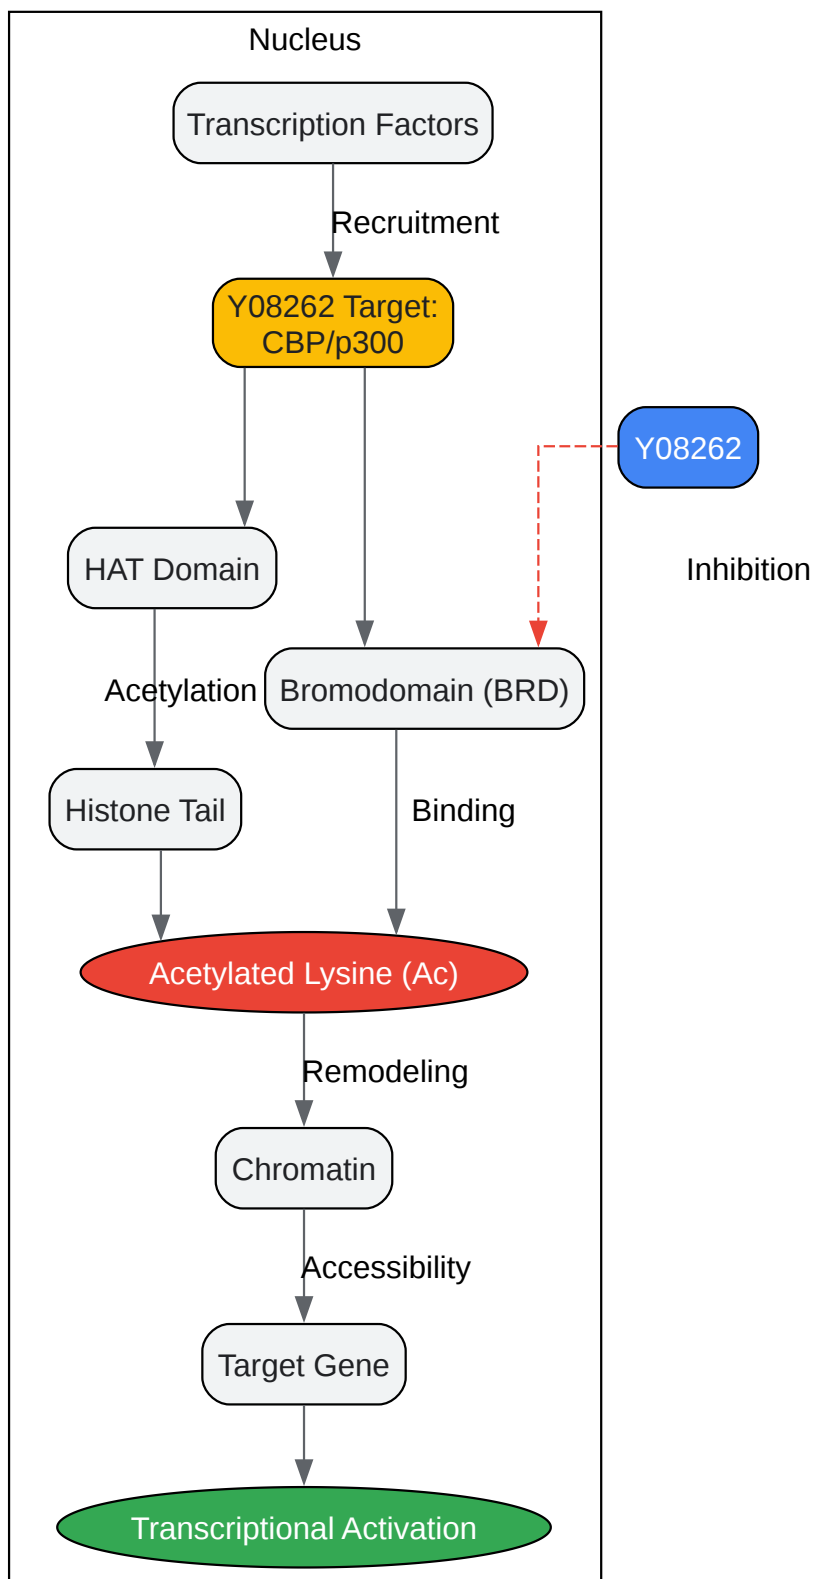 Nucleus
Transcription Factors
Recruitment
Y08262 Target:
CBP/p300
Y08262
HAT Domain
Inhibition
Acetylation
Bromodomain (BRD)
Histone Tail
Binding
Acetylated Lysine (Ac)
Remodeling
Chromatin
Accessibility
Target Gene
Transcriptional Activation